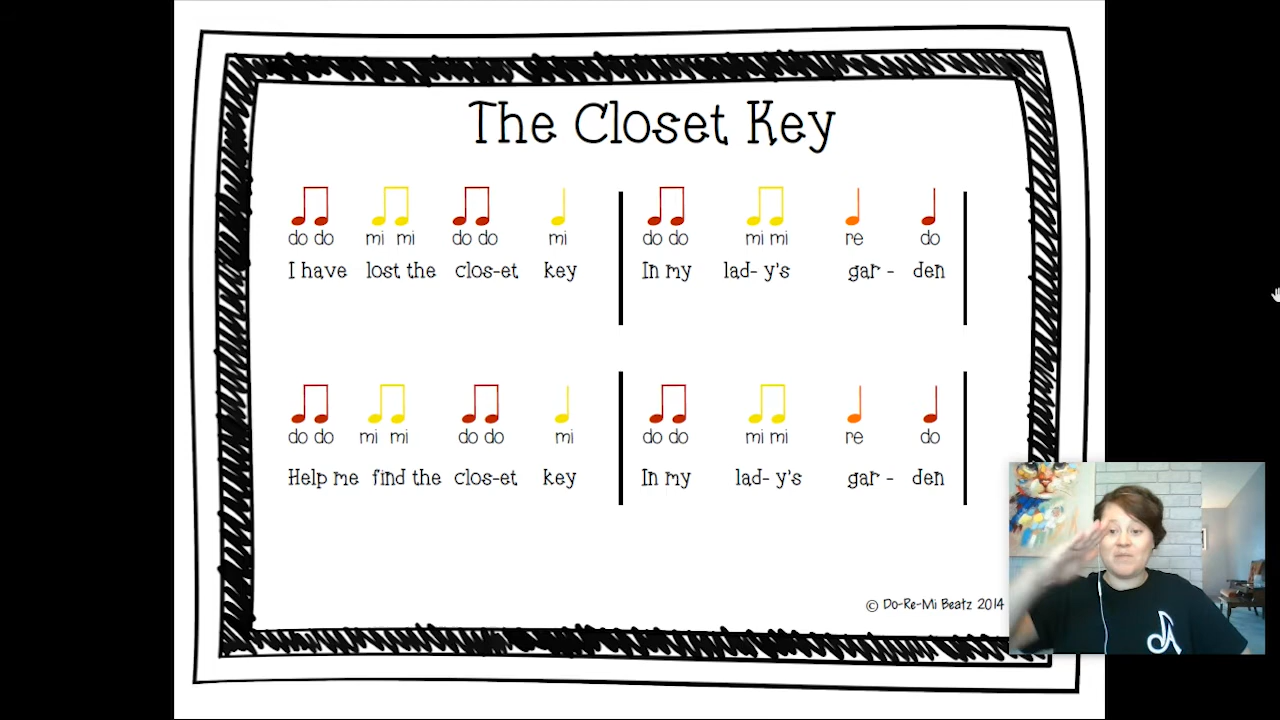 The Closet Key
do do mi mi do do mi do do mi mi re do
I have lost the clos-et key In my lad- y's gar - den
do do mi mi do do mi do do mi mi re do
Help me find the clos-et key In my lad- y's gar - den
© Do-Re-Mi Beatz 2014